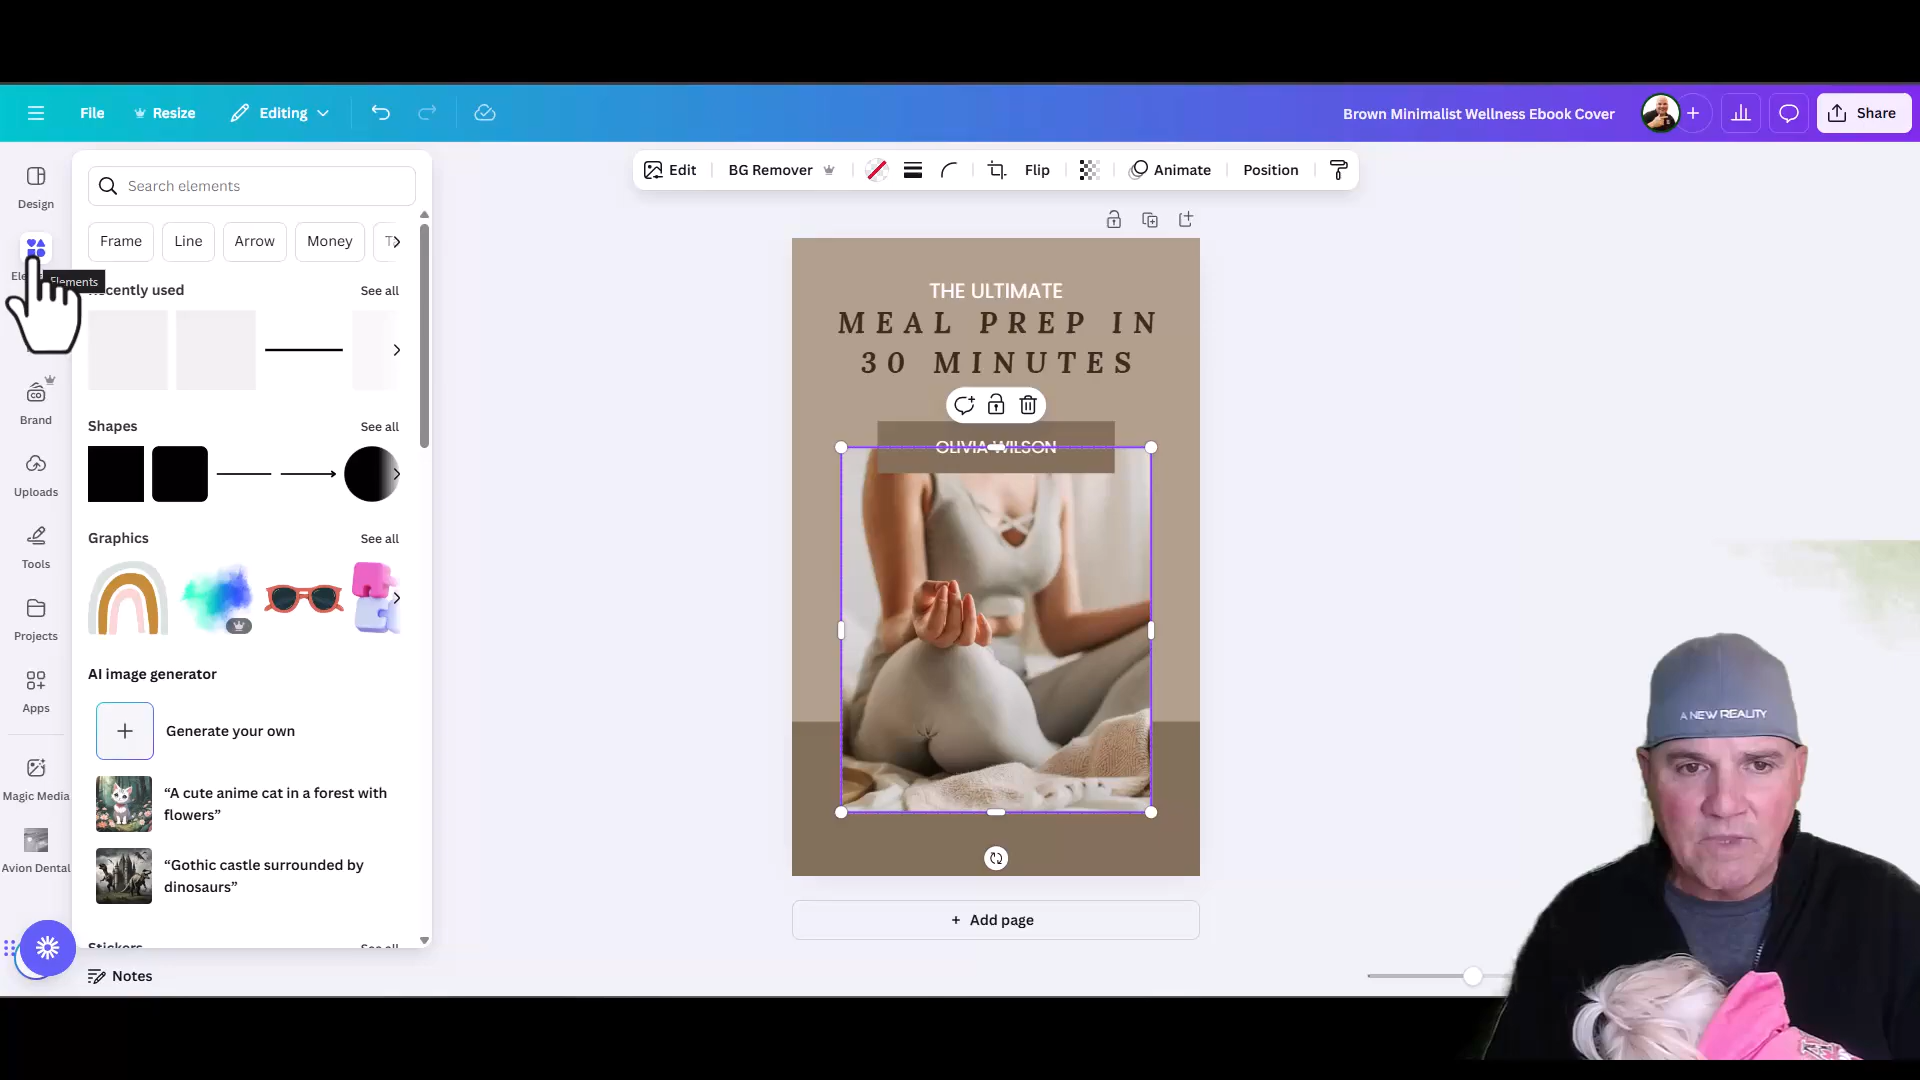 File
Resize
Editing
Brown Minimalist Wellness Ebook Cover
Share
Design
Elements
Brand
Uploads
Tools
Projects
Apps
Magic Media
Avion Dental
Search elements
Frame
Line
Arrow
Money
Recently used
See all
Shapes
See all
Graphics
See all
AI image generator
Generate your own
“A cute anime cat in a forest with
flowers”
“Gothic castle surrounded by
dinosaurs”
Stickers
See all
Notes
Edit
BG Remover
Flip
Animate
Position
THE ULTIMATE
MEAL PREP IN
30 MINUTES
OLIVIA WILSON
+ Add page
A NEW REALITY